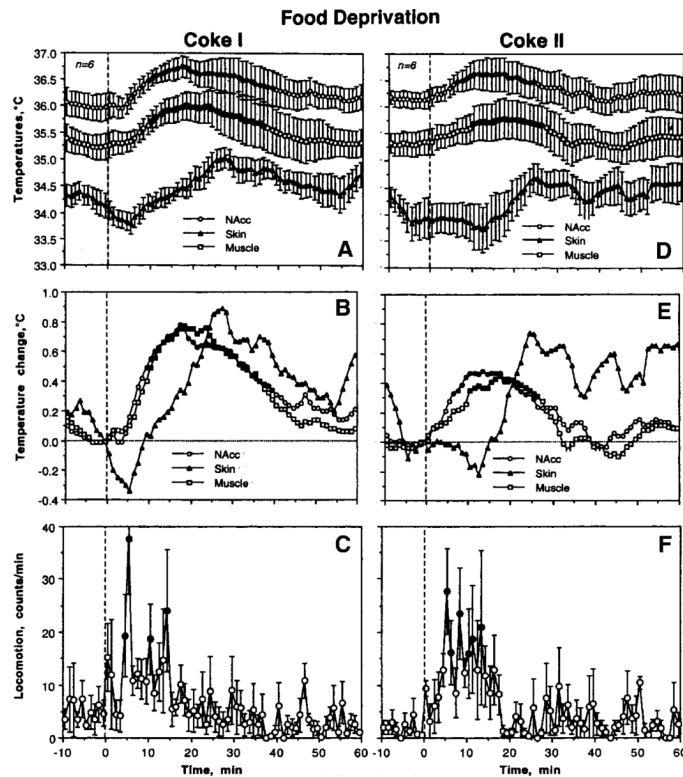 Food Deprivation
Coke I
Coke II
Temperatures,°C
37.0
36.5
36.0
35.5
35.0
34.5
34.0
33.5
33.0
n=6
NAcc
Skin
Muscle
A
n=6
NAcc
Skin
Muscle
D
Temperature change,°C
1.0
0.8
0.6
0.4
0.2
0.0
-0.2
-0.4
B
NAcc
Skin
Muscle
E
NAcc
Skin
Muscle
Locomotion, counts/min
40
30
20
10
0
C
F
-10 0 10 20 30 40 50 60
-10 0 10 20 30 40 50 60
Time, min
Time, min